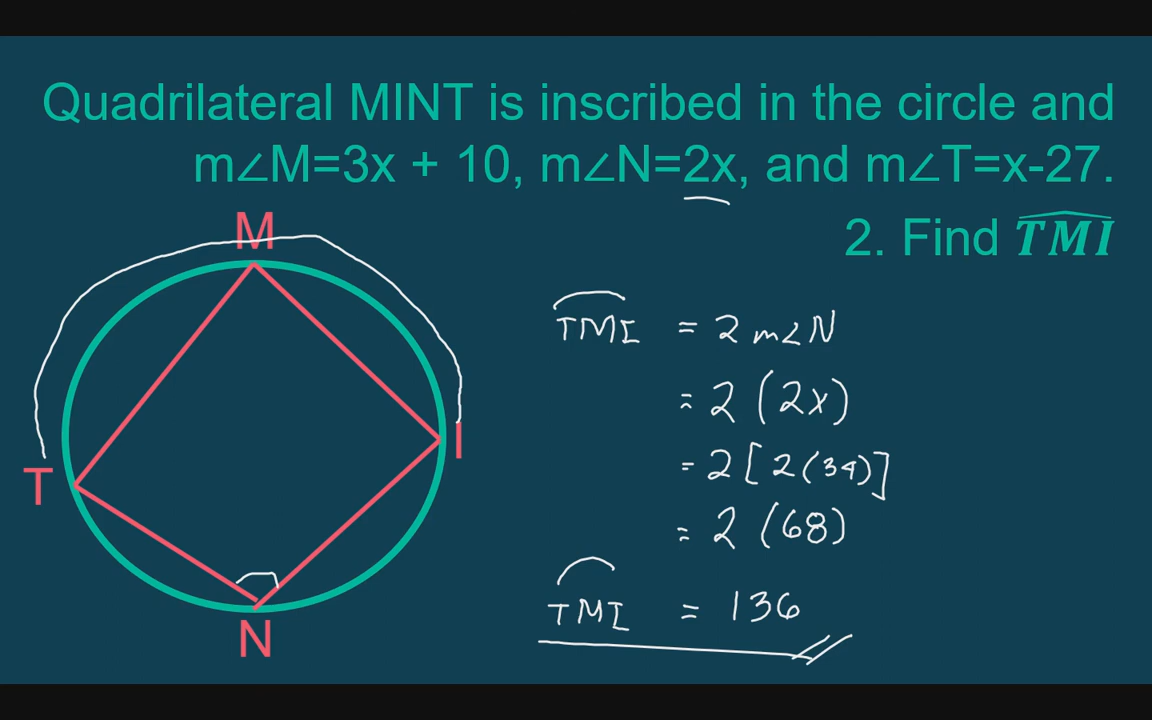 Quadrilateral MINT is inscribed in the circle and
m∠M=3x + 10, m∠N=2x, and m∠T=x-27.
2. Find TMI
M
T
I
N
TMI = 2 m∠N
= 2 (2x)
= 2 [2(34)]
= 2 (68)
TMI = 136